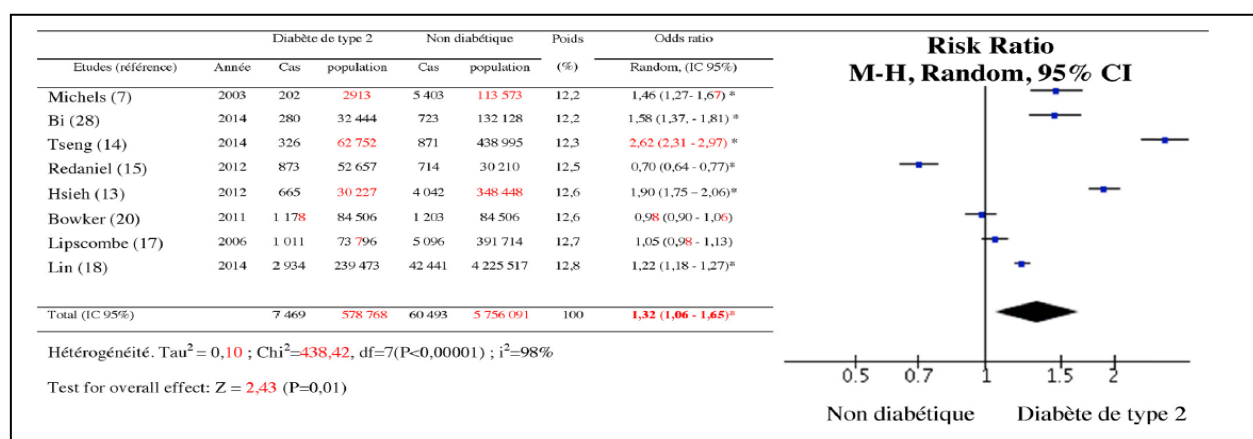 Diabète de type 2 Non diabétique Poids Odds ratio
Etudes (référence) Année Cas population Cas population (%) Random, (IC 95%)
Michels (7) 2003 202 2913 5 403 113 573 12,2 1,46 (1,27- 1,67) *
Bi (28) 2014 280 32 444 723 132 128 12,2 1,58 (1,37, - 1,81) *
Tseng (14) 2014 326 62 752 871 438 995 12,3 2,62 (2,31 - 2,97) *
Redaniel (15) 2012 873 52 657 714 30 210 12,5 0,70 (0,64 - 0,77)*
Hsieh (13) 2012 665 30 227 4 042 348 448 12,6 1,90 (1,75 – 2,06)*
Bowker (20) 2011 1 178 84 506 1 203 84 506 12,6 0,98 (0,90 - 1,06)
Lipscombe (17) 2006 1 011 73 796 5 096 391 714 12,7 1,05 (0,98 - 1,13)
Lin (18) 2014 2 934 239 473 42 441 4 225 517 12,8 1,22 (1,18 - 1,27)*
Total (IC 95%) 7 469 578 768 60 493 5 756 091 100 1,32 (1,06 - 1,65)*
Hétérogénéité. Tau² = 0,10 ; Chi²=438,42, df=7(P<0,00001) ; i²=98%
Test for overall effect: Z = 2,43 (P=0,01)
Risk Ratio
M-H, Random, 95% CI
0.5 0.7 1 1.5 2
Non diabétique Diabète de type 2